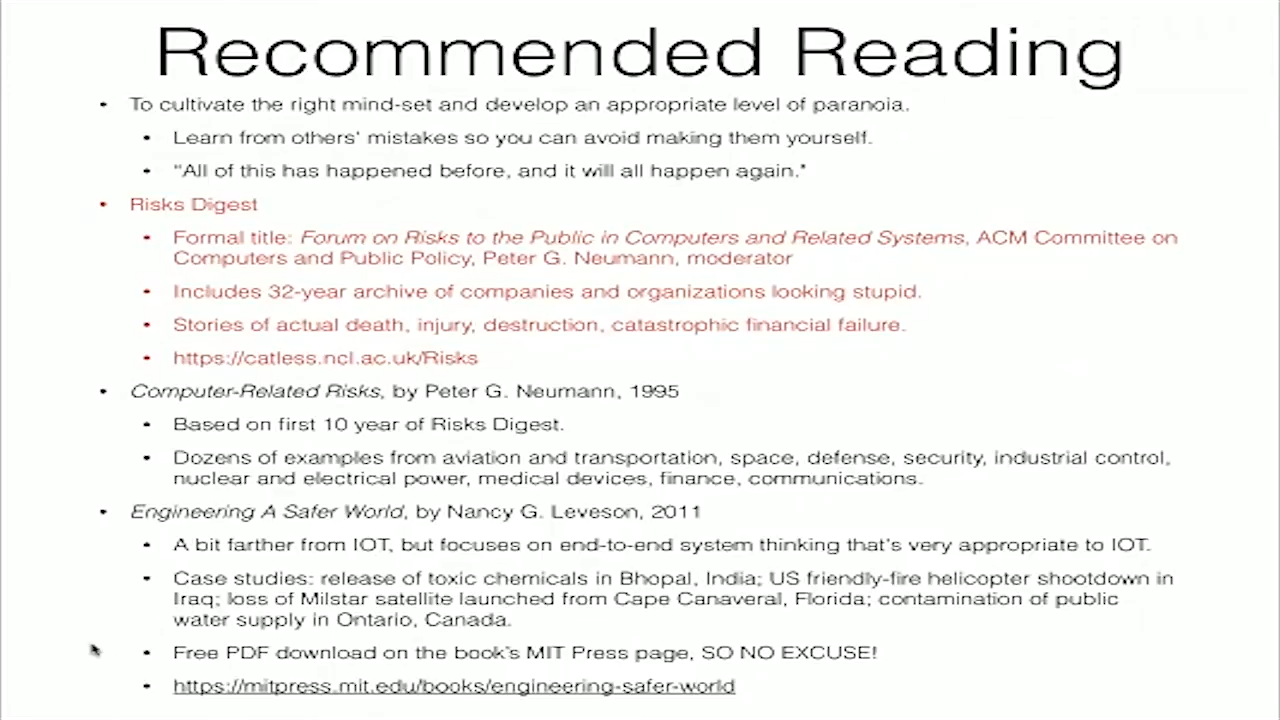 Recommended Reading
• To cultivate the right mind-set and develop an appropriate level of paranoia.
• Learn from others' mistakes so you can avoid making them yourself.
• "All of this has happened before, and it will all happen again."
• Risks Digest
• Formal title: Forum on Risks to the Public in Computers and Related Systems, ACM Committee on
Computers and Public Policy, Peter G. Neumann, moderator
• Includes 32-year archive of companies and organizations looking stupid.
• Stories of actual death, injury, destruction, catastrophic financial failure.
• https://catless.ncl.ac.uk/Risks
• Computer-Related Risks, by Peter G. Neumann, 1995
• Based on first 10 year of Risks Digest.
• Dozens of examples from aviation and transportation, space, defense, security, industrial control,
nuclear and electrical power, medical devices, finance, communications.
• Engineering A Safer World, by Nancy G. Leveson, 2011
• A bit farther from IOT, but focuses on end-to-end system thinking that's very appropriate to IOT.
• Case studies: release of toxic chemicals in Bhopal, India; US friendly-fire helicopter shootdown in
Iraq; loss of Milstar satellite launched from Cape Canaveral, Florida; contamination of public
water supply in Ontario, Canada.
• Free PDF download on the book's MIT Press page, SO NO EXCUSE!
• https://mitpress.mit.edu/books/engineering-safer-world